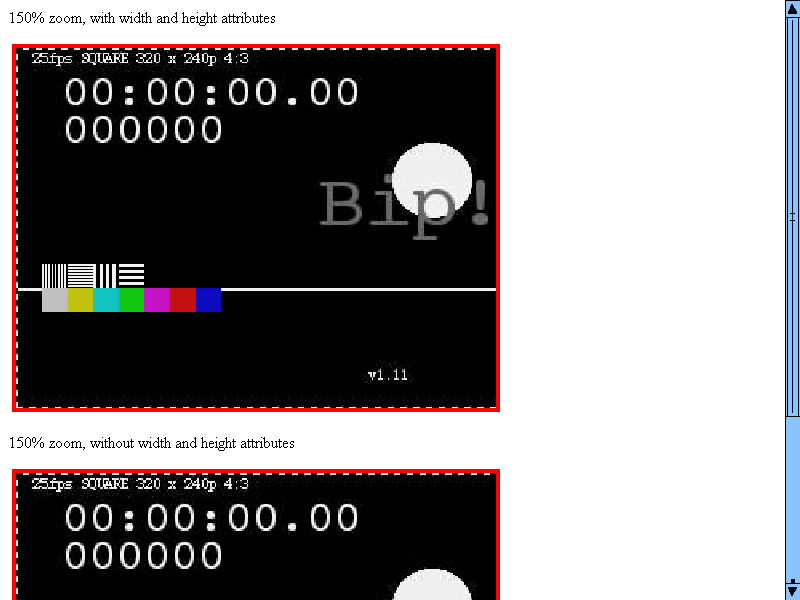 150% zoom, with width and height attributes
25fps SQUARE 320 x 240p 4:3
00:00:00.00
000000
Bip!
v1.11
150% zoom, without width and height attributes
25fps SQUARE 320 x 240p 4:3
00:00:00.00
000000